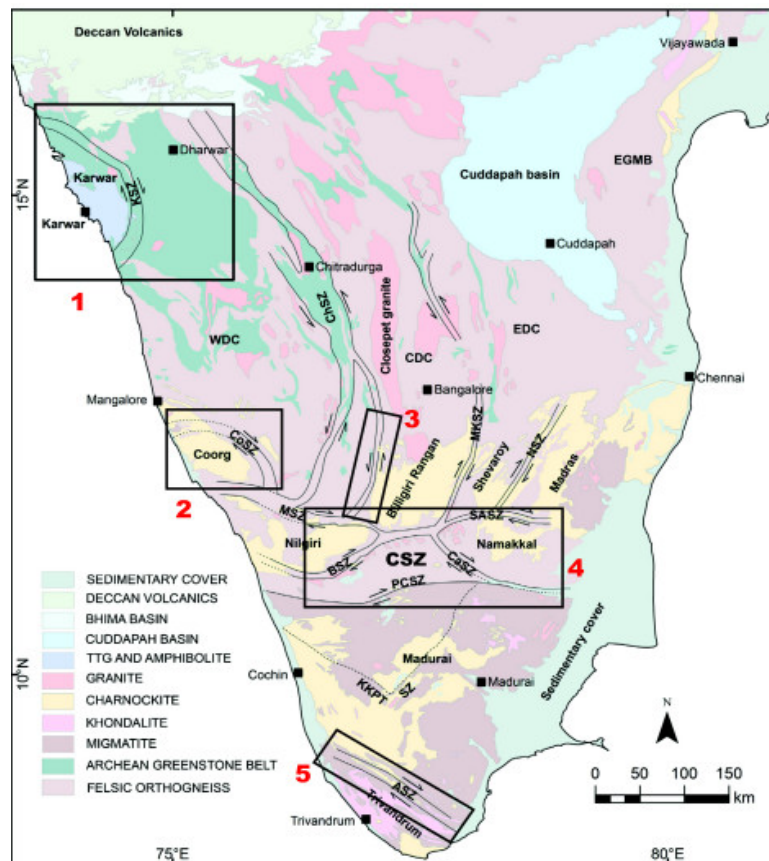 Deccan Volcanics
Vijayawada
Dharwar
Karwar
KSZ
Karwar
Cuddapah basin
EGMB
15°N
Cuddapah
1
Chitradurga
ChSZ
Closepet granite
WDC
CDC
EDC
Mangalore
Bangalore
Chennai
3
CoSZ
Coorg
MKSZ
Shevaroy
NSZ
Billigiri Rangan
Madras
2
MSZ
SASZ
Nilgiri
CSZ
Namakkal
BSZ
CaSZ
4
PCSZ
SEDIMENTARY COVER
DECCAN VOLCANICS
BHIMA BASIN
CUDDAPAH BASIN
TTG AND AMPHIBOLITE
GRANITE
CHARNOCKITE
KHONDALITE
MIGMATITE
ARCHEAN GREENSTONE BELT
FELSIC ORTHOGNEISS
Sedimentary cover
10°N
Cochin
Madurai
KKPT
SZ
Madurai
N
5
ASZ
Trivandrum
Trivandrum
0 50 100 150
km
75°E
80°E